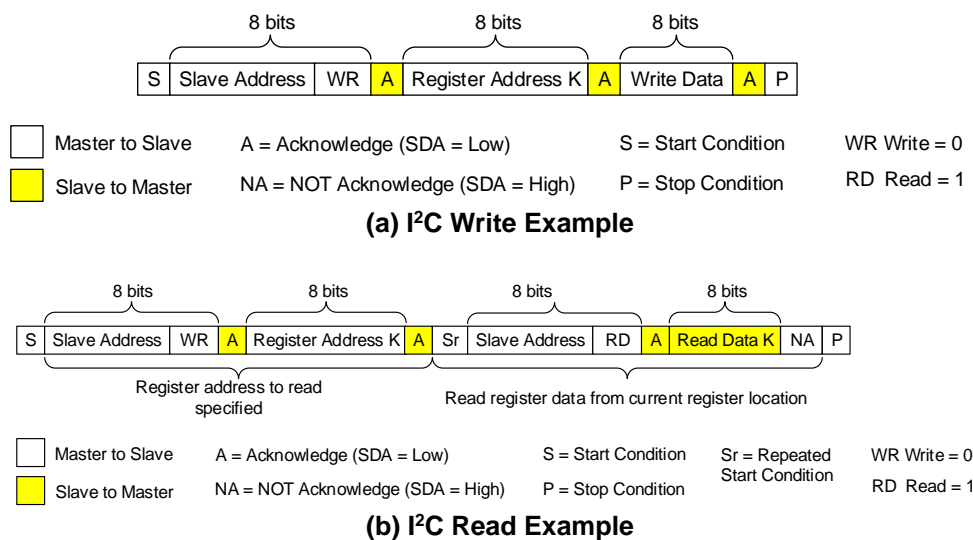 8 bits 8 bits 8 bits
S Slave Address WR A Register Address K A Write Data A P
Master to Slave A = Acknowledge (SDA = Low) S = Start Condition WR Write = 0
Slave to Master NA = NOT Acknowledge (SDA = High) P = Stop Condition RD Read = 1
(a) I²C Write Example
8 bits 8 bits 8 bits 8 bits
S Slave Address WR A Register Address K A Sr Slave Address RD A Read Data K NA P
Register address to read
specified
Read register data from current register location
Master to Slave A = Acknowledge (SDA = Low) S = Start Condition Sr = Repeated
Start Condition WR Write = 0
Slave to Master NA = NOT Acknowledge (SDA = High) P = Stop Condition RD Read = 1
(b) I²C Read Example